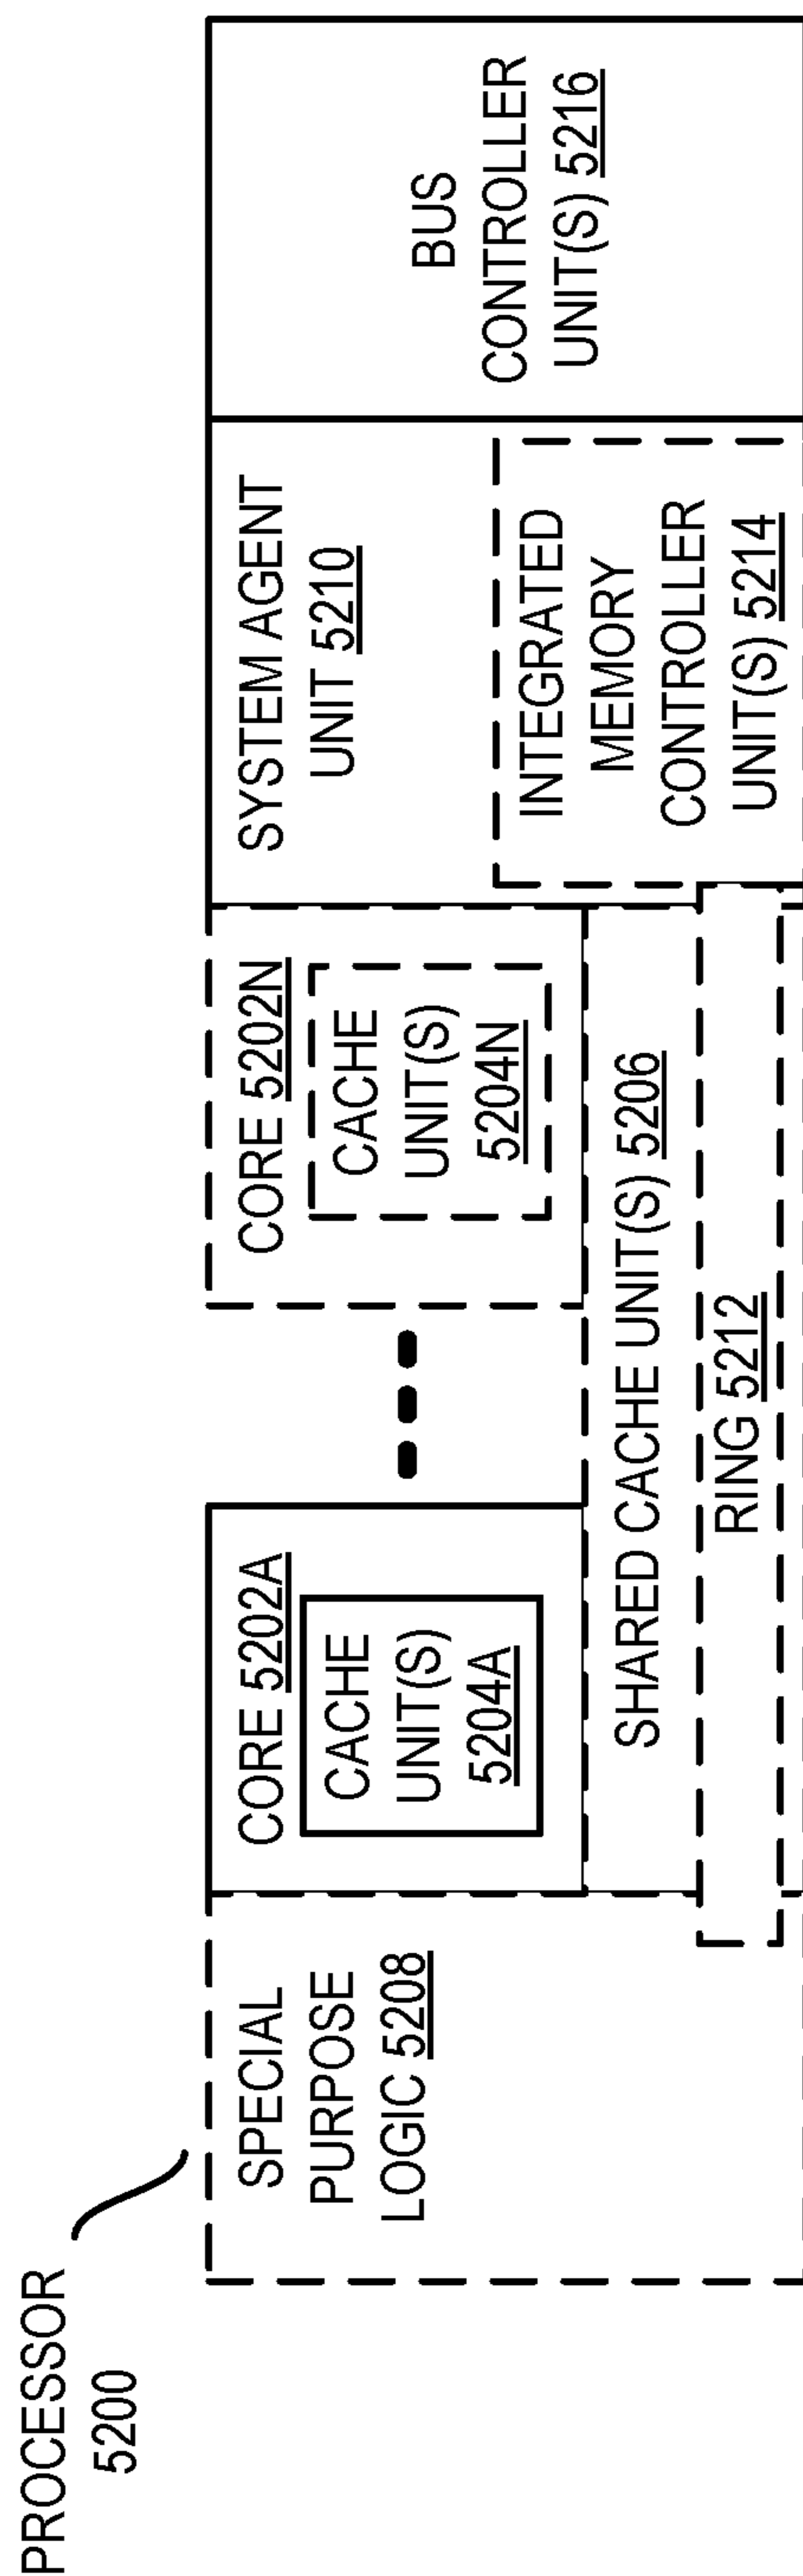 PROCESSOR
5200
SPECIAL
PURPOSE
LOGIC 5208
CORE 5202A
CACHE
UNIT(S)
5204A
CORE 5202N
CACHE
UNIT(S)
5204N
SHARED CACHE UNIT(S) 5206
RING 5212
SYSTEM AGENT
UNIT 5210
INTEGRATED
MEMORY
CONTROLLER
UNIT(S) 5214
BUS
CONTROLLER
UNIT(S) 5216